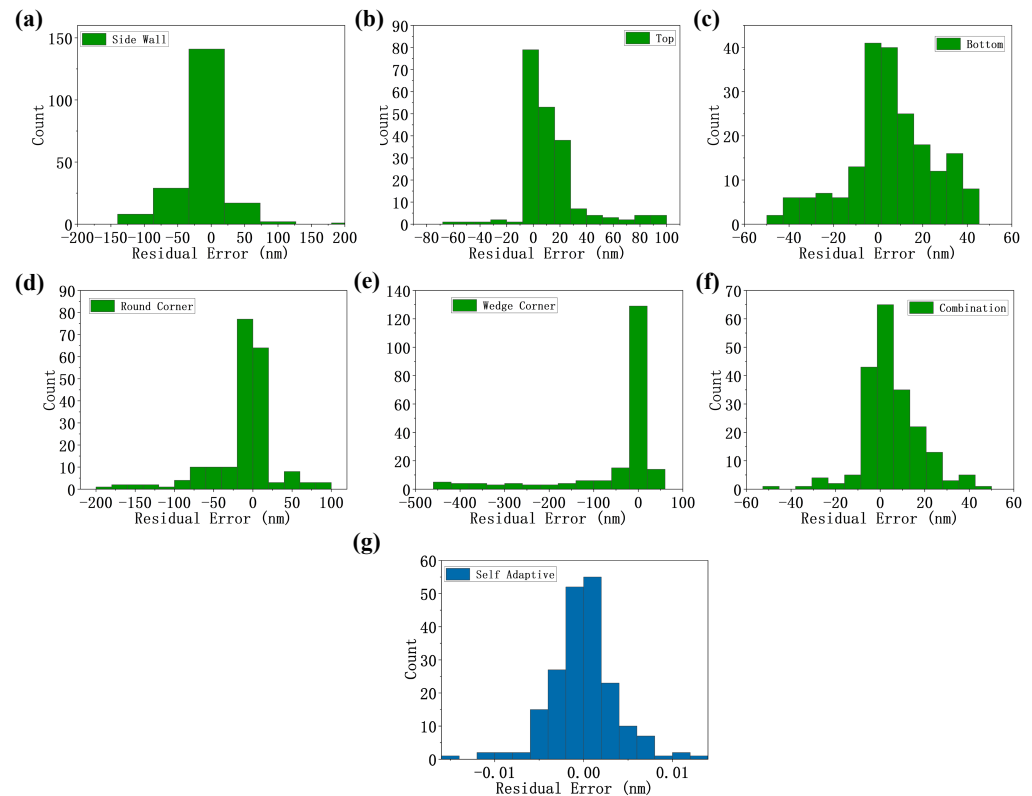 (a)
Side Wall
150
100
50
0
Count
-200 -150 -100 -50 0 50 100 150 200
Residual Error (nm)
(b)
Top
90
80
70
60
50
40
30
20
10
0
Count
-80 -60 -40 -20 0 20 40 60 80 100
Residual Error (nm)
(c)
Bottom
40
30
20
10
0
Count
-60 -40 -20 0 20 40 60
Residual Error (nm)
(d)
Round Corner
90
80
70
60
50
40
30
20
10
0
Count
-200 -150 -100 -50 0 50 100
Residual Error (nm)
(e)
Wedge Corner
140
120
100
80
60
40
20
0
Count
-500 -400 -300 -200 -100 0 100
Residual Error (nm)
(f)
Combination
70
60
50
40
30
20
10
0
Count
-60 -40 -20 0 20 40 60
Residual Error (nm)
(g)
Self Adaptive
60
50
40
30
20
10
0
Count
-0.01 0.00 0.01
Residual Error (nm)